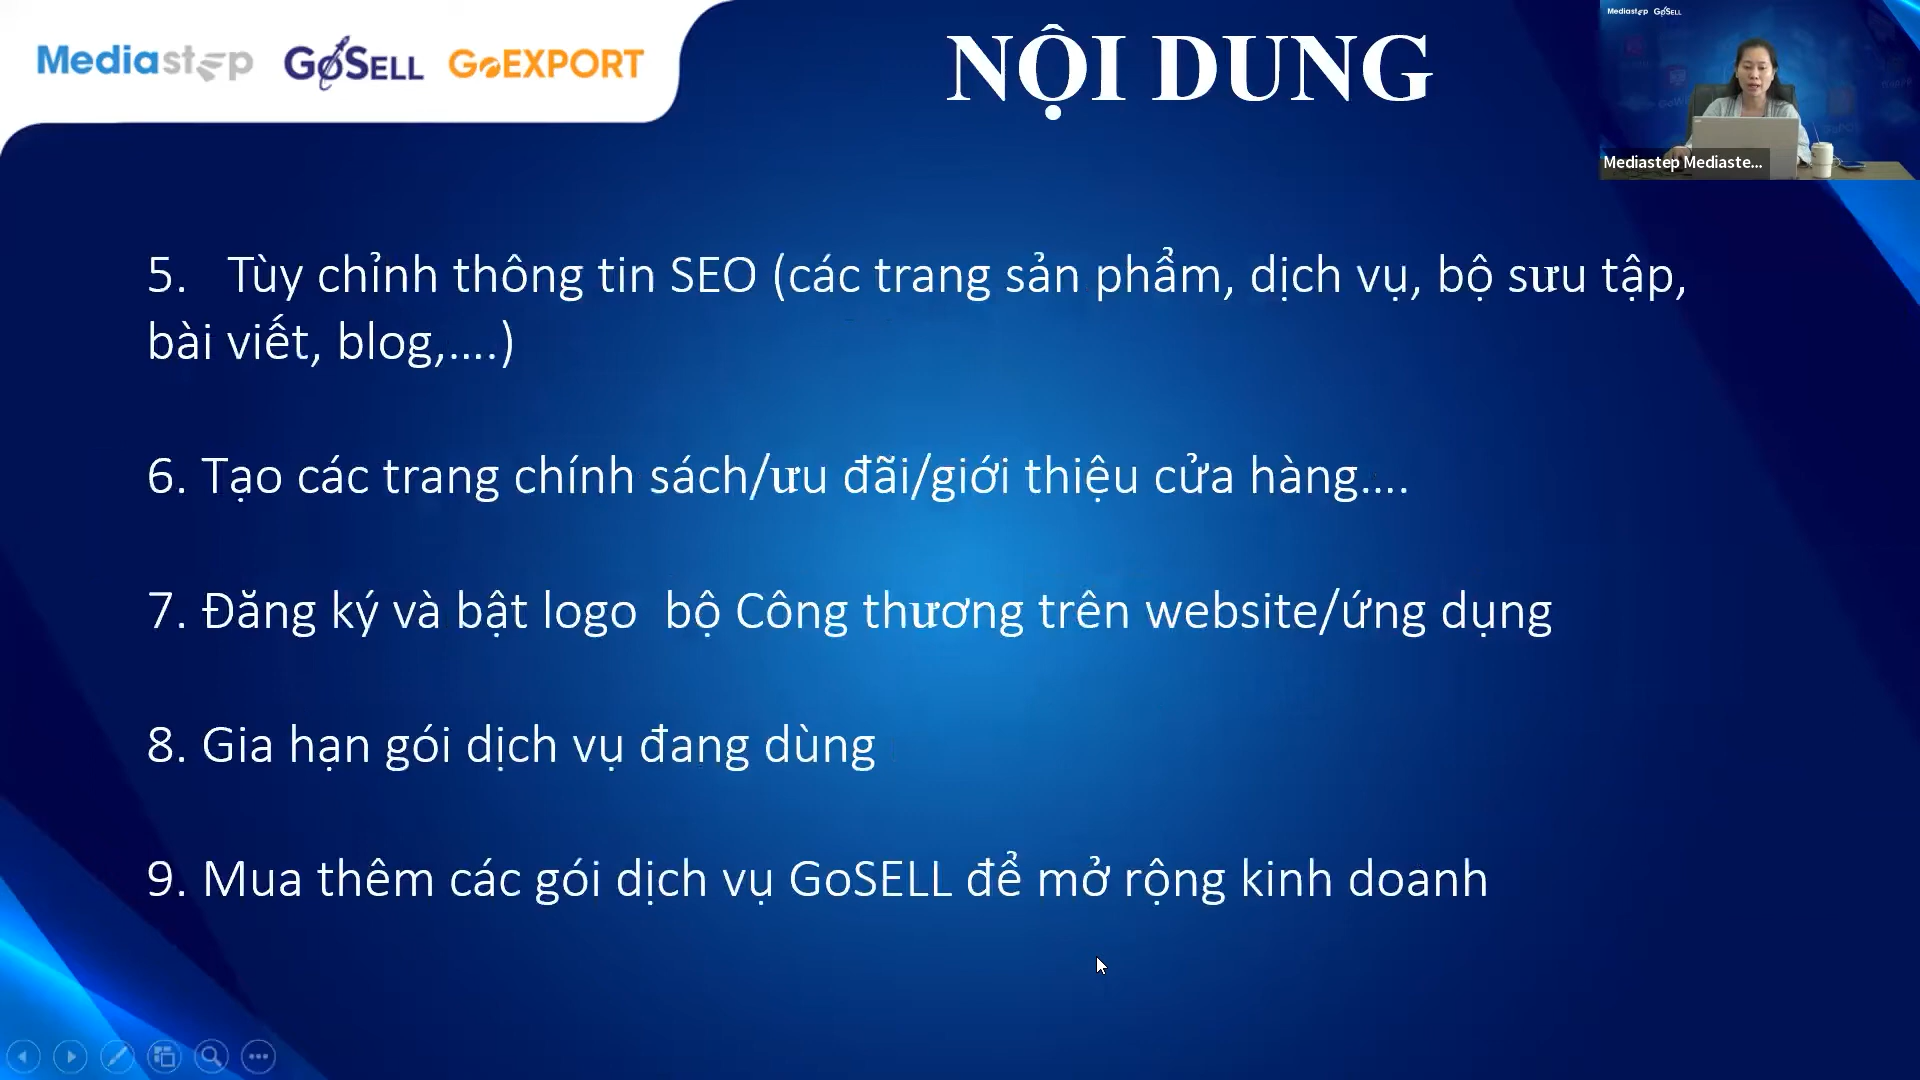 Mediastep GoSELL GoEXPORT
NỘI DUNG
Mediastep GoSELL
Mediastep Mediaste...
5. Tùy chỉnh thông tin SEO (các trang sản phẩm, dịch vụ, bộ sưu tập,
bài viết, blog,....)
6. Tạo các trang chính sách/ưu đãi/giới thiệu cửa hàng....
7. Đăng ký và bật logo bộ Công thương trên website/ứng dụng
8. Gia hạn gói dịch vụ đang dùng
9. Mua thêm các gói dịch vụ GoSELL để mở rộng kinh doanh